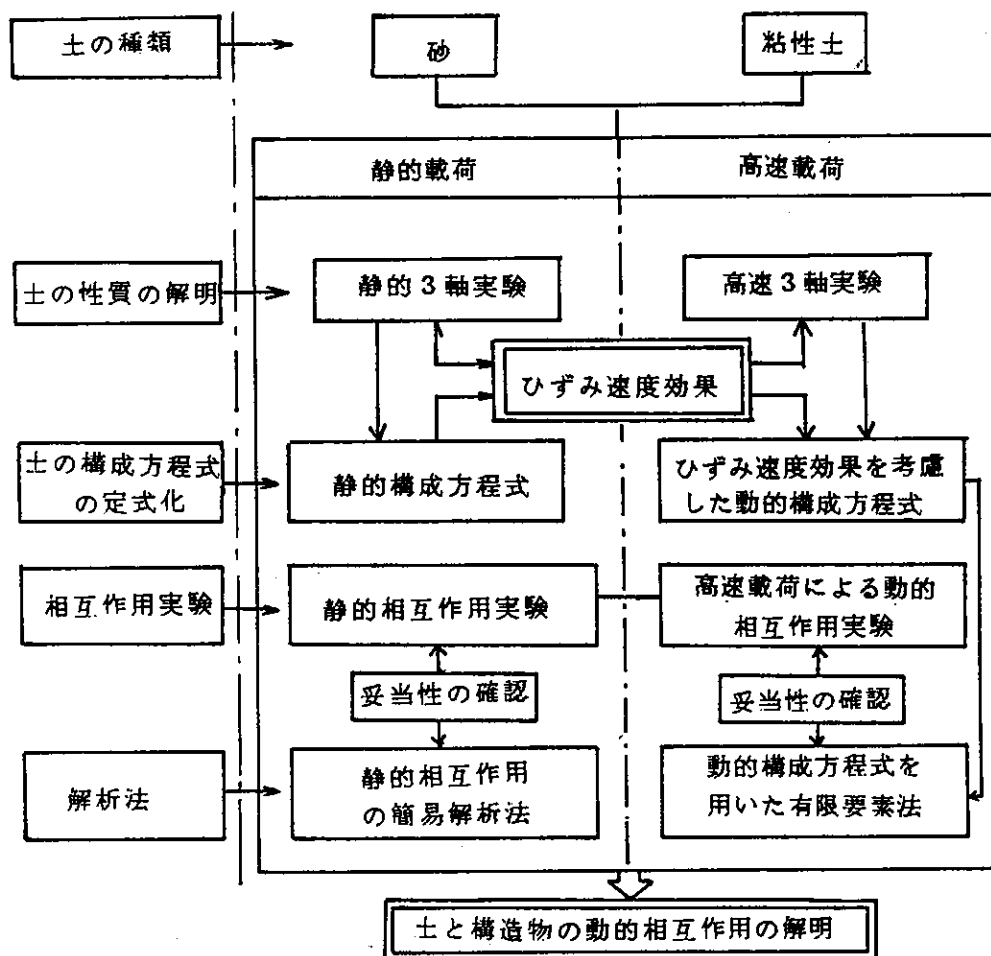 土の種類
砂
粘性土
静的載荷
高速載荷
土の性質の解明
静的3軸実験
高速3軸実験
ひずみ速度効果
土の構成方程式
の定式化
静的構成方程式
ひずみ速度効果を考慮
した動的構成方程式
相互作用実験
静的相互作用実験
高速載荷による動的
相互作用実験
妥当性の確認
妥当性の確認
解析法
静的相互作用
の簡易解析法
動的構成方程式を
用いた有限要素法
土と構造物の動的相互作用の解明